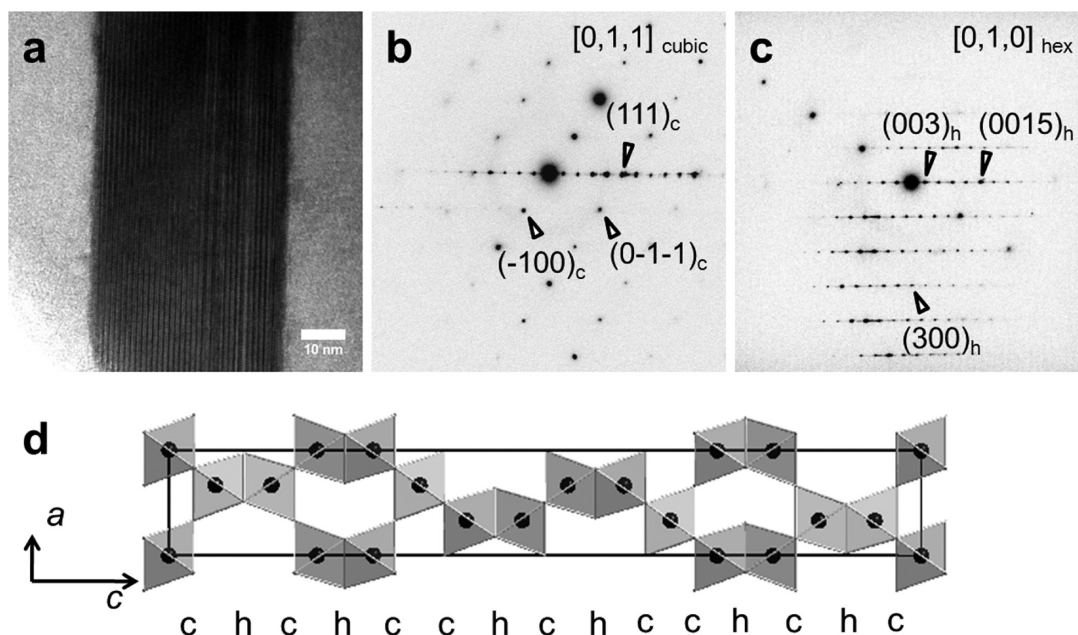 a
10 nm
b
[0,1,1] cubic
(111)c
(-100)c
(0-1-1)c
c
[0,1,0] hex
(003)h
(0015)h
(300)h
d
a
c
c h c h c c h c h c c h c h c